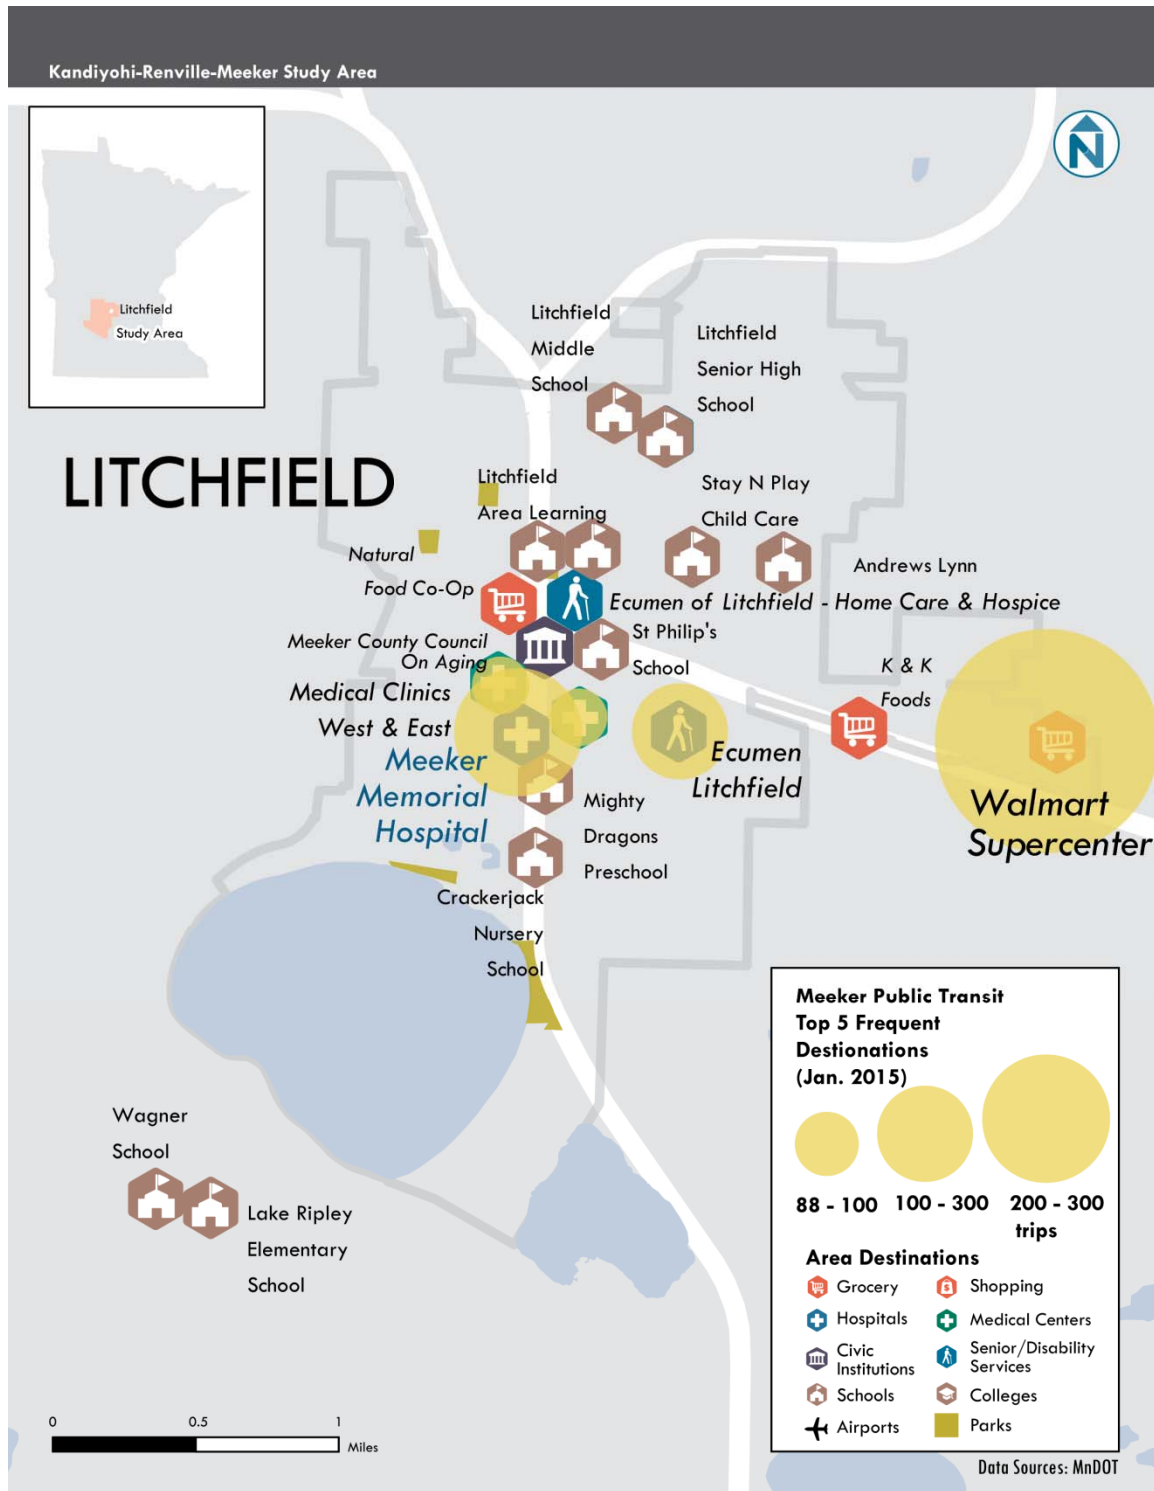 Kandiyohi-Renville-Meeker Study Area
N
Litchfield
Study Area
LITCHFIELD
Litchfield
Middle
School
Litchfield
Senior High
School
Litchfield
Area Learning
Stay N Play
Child Care
Natural
Food Co-Op
Andrews Lynn
Ecumen of Litchfield - Home Care & Hospice
Meeker County Council
On Aging
St Philip's
School
K & K
Foods
Medical Clinics
West & East
Meeker
Memorial
Hospital
Ecumen
Litchfield
Walmart
Supercenter
Mighty
Dragons
Preschool
Crackerjack
Nursery
School
Wagner
School
Lake Ripley
Elementary
School
Meeker Public Transit
Top 5 Frequent
Destionations
(Jan. 2015)
88 - 100 100 - 300 200 - 300
trips
Area Destinations
Grocery
Shopping
Hospitals
Medical Centers
Civic
Institutions
Senior/Disability
Services
Schools
Colleges
Airports
Parks
0 0.5 1
Miles
Data Sources: MnDOT